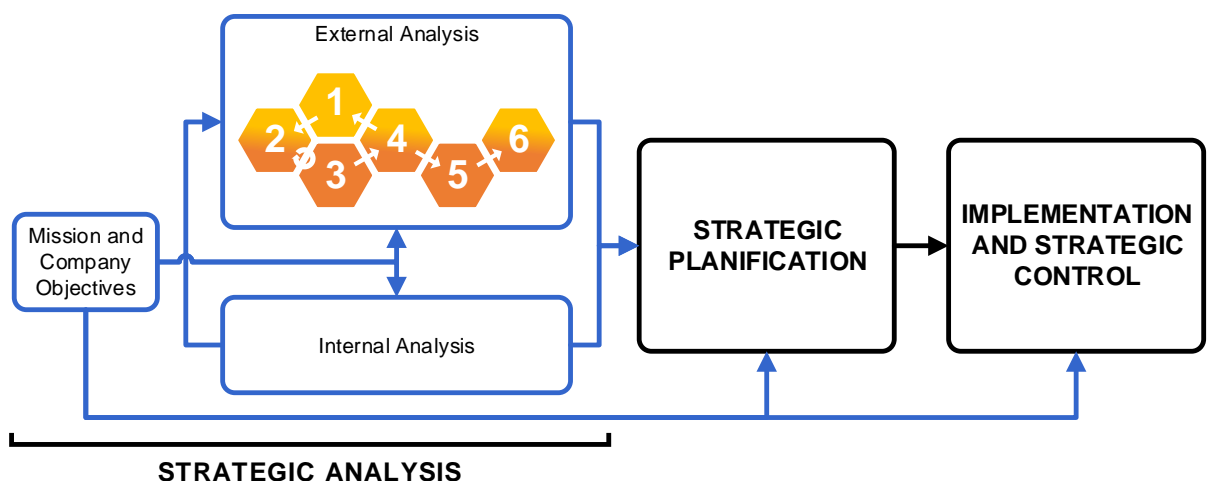 External Analysis
1
2
3
4
5
6
Mission and
Company
Objectives
Internal Analysis
STRATEGIC
PLANIFICATION
IMPLEMENTATION
AND STRATEGIC
CONTROL
STRATEGIC ANALYSIS